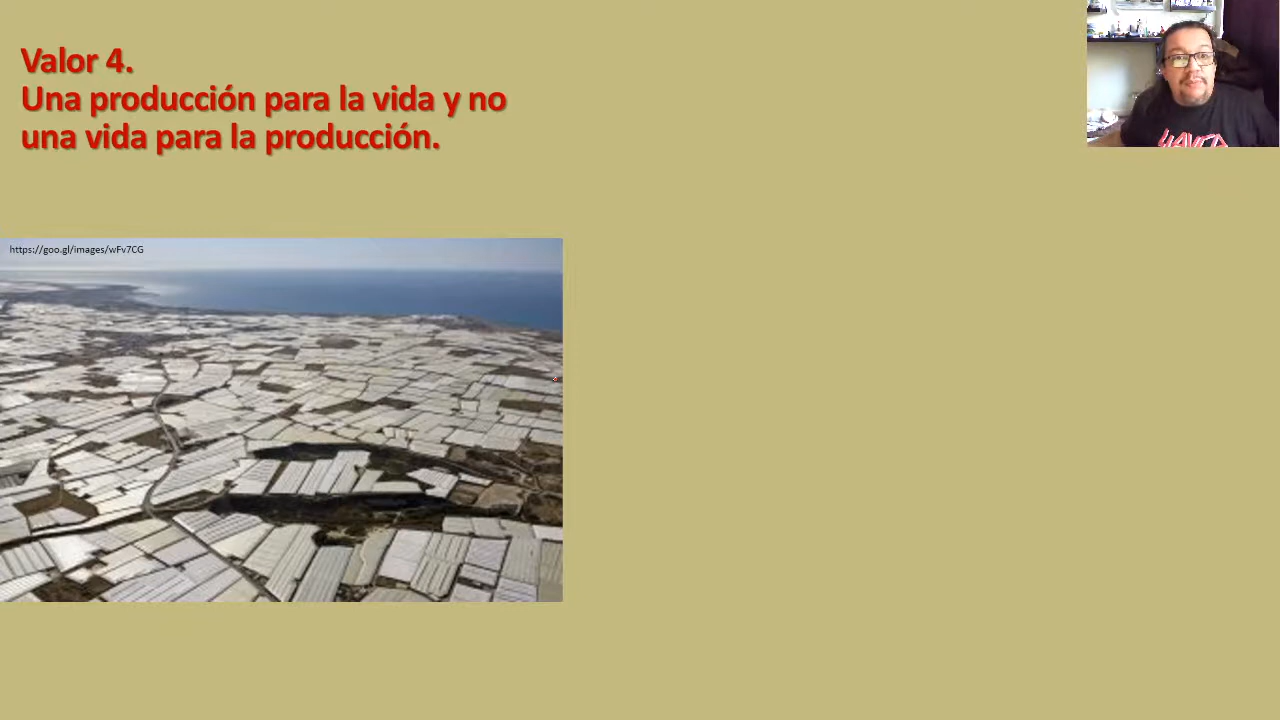 Valor 4.
Una producción para la vida y no
una vida para la producción.
https://goo.gl/images/wFv7CG